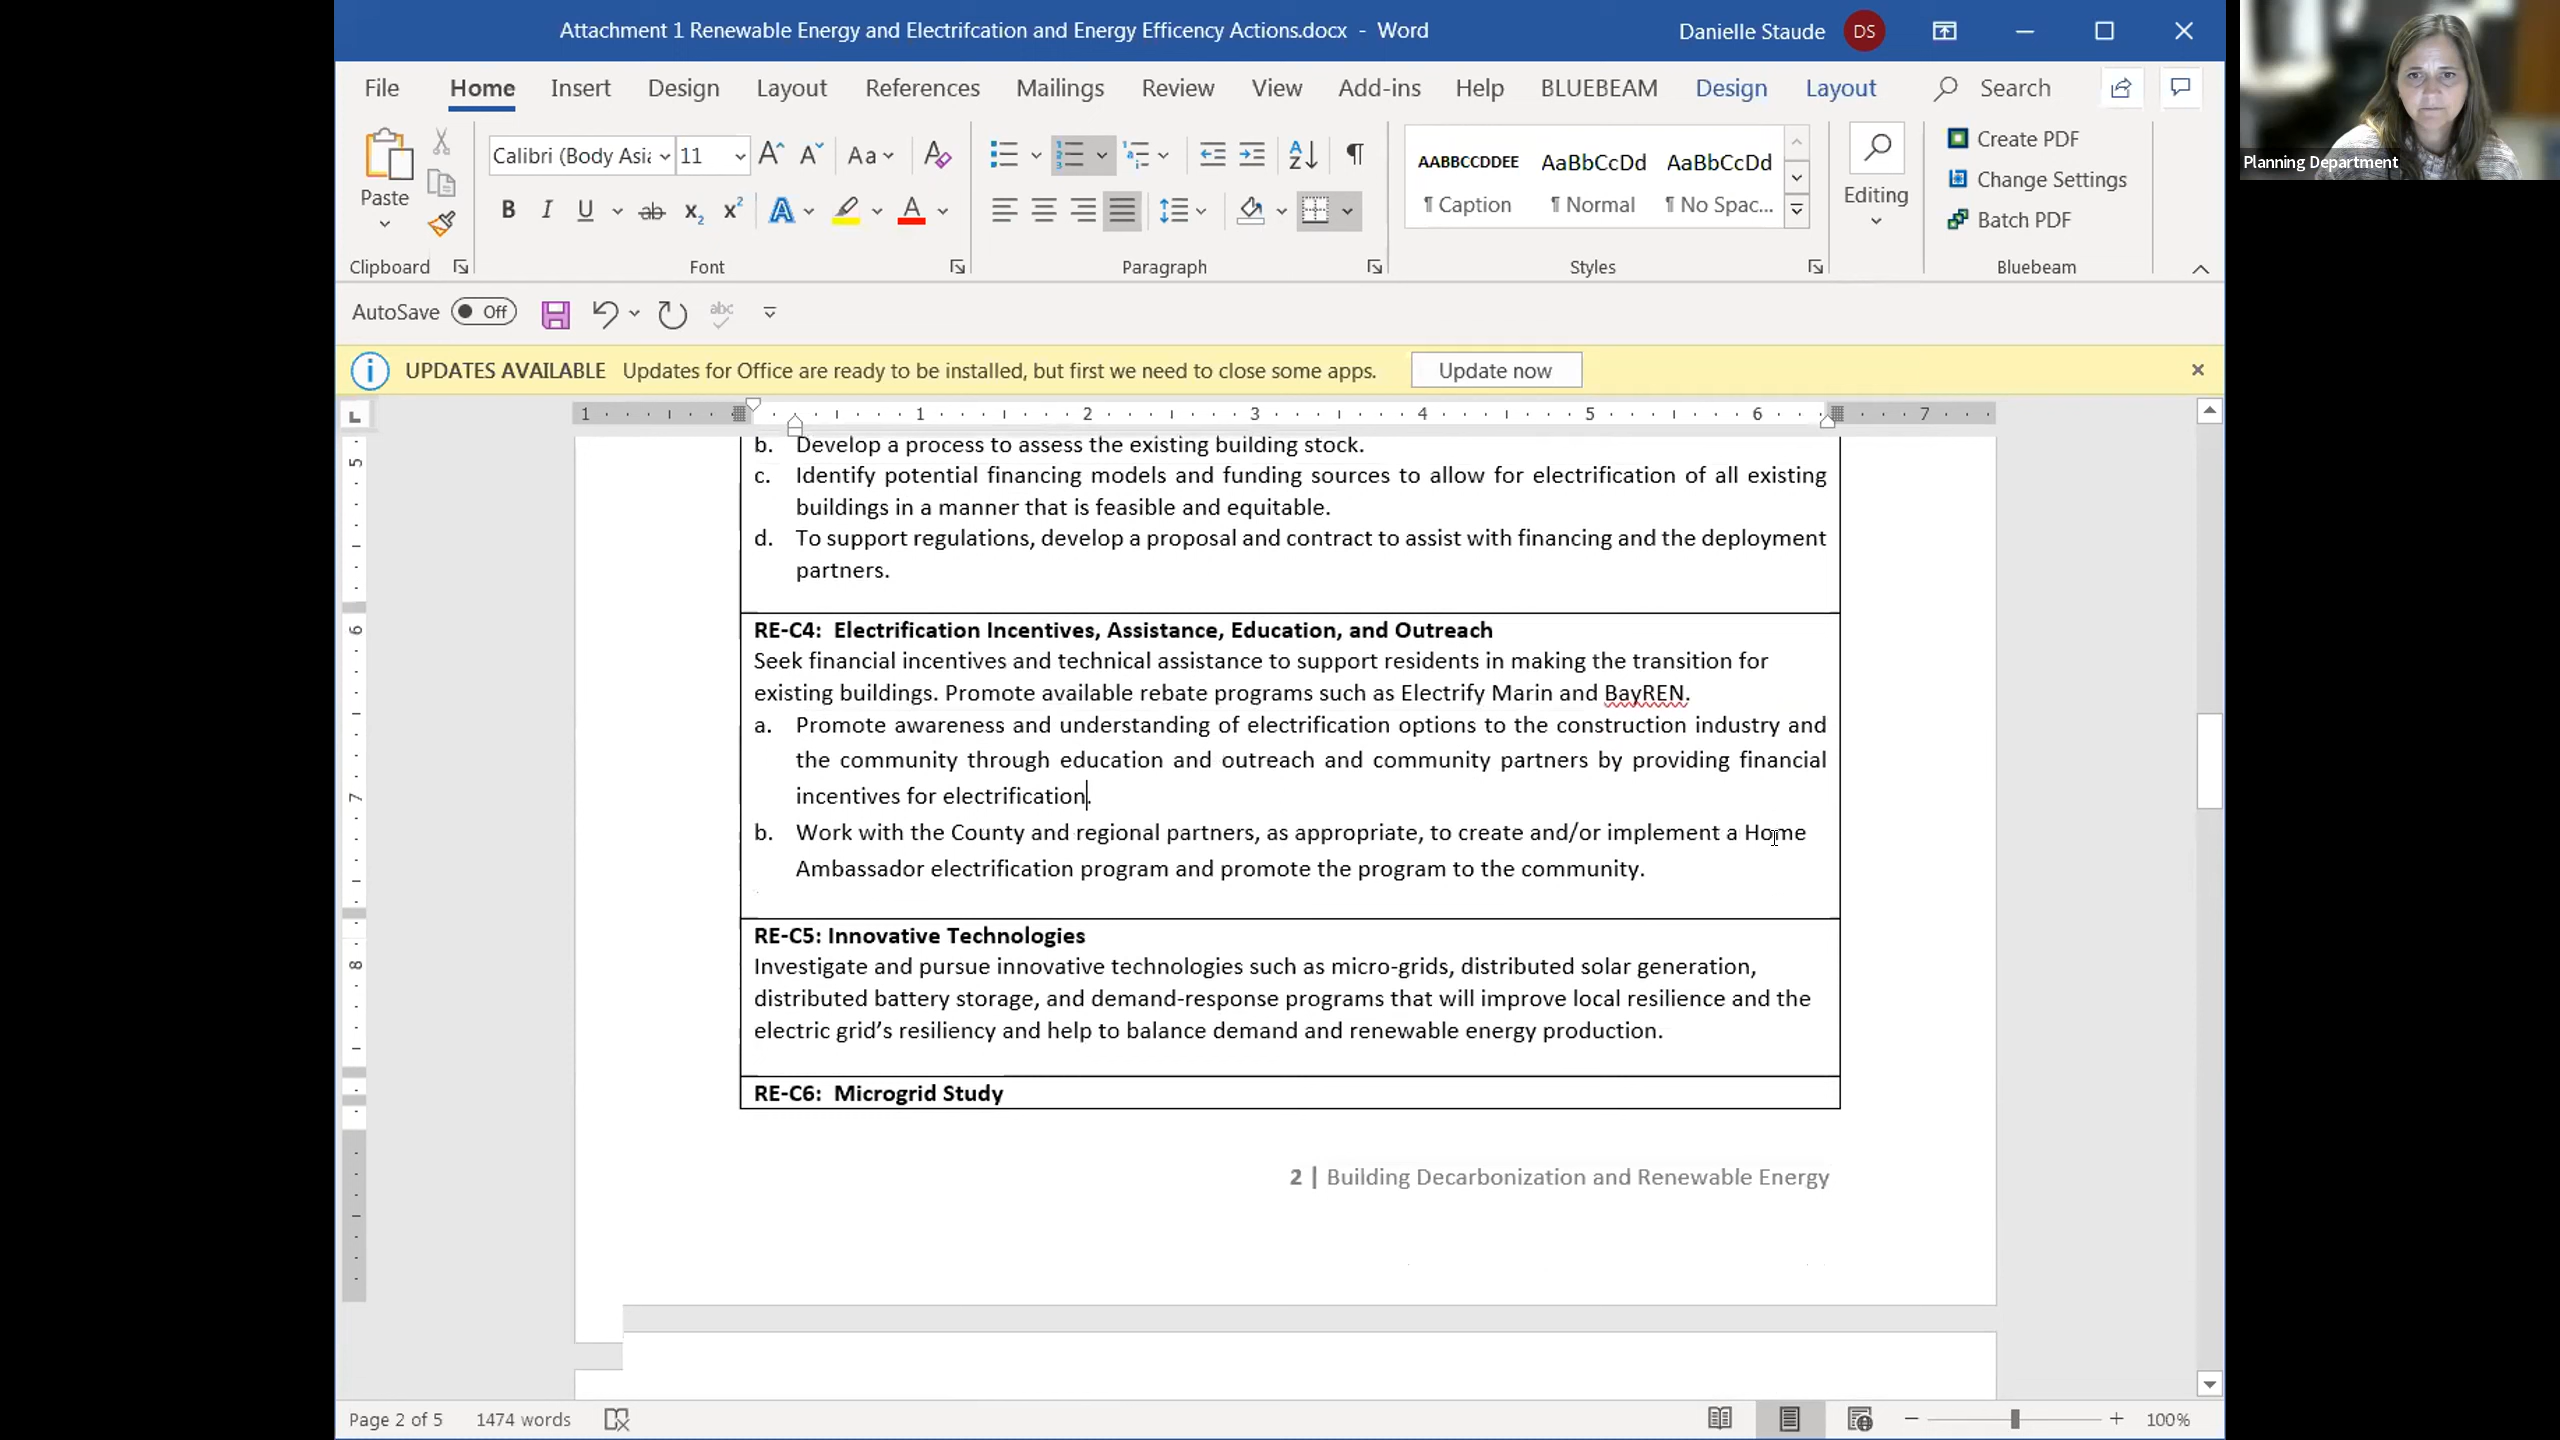 Attachment 1 Renewable Energy and Electrifcation and Energy Efficency Actions.docx - Word
Danielle Staude DS
Planning Department
File Home Insert Design Layout References Mailings Review View Add-ins Help BLUEBEAM Design Layout Search
Calibri (Body Asia 11
Aa
AABBCCDDEE AaBbCcDd AaBbCcDd
Create PDF
Paste
¶ Caption ¶ Normal ¶ No Spac...
Editing
Change Settings
Batch PDF
Clipboard Font Paragraph Styles Bluebeam
AutoSave Off
UPDATES AVAILABLE Updates for Office are ready to be installed, but first we need to close some apps. Update now
1 1 2 3 4 5 6 7
b. Develop a process to assess the existing building stock.
c. Identify potential financing models and funding sources to allow for electrification of all existing
buildings in a manner that is feasible and equitable.
d. To support regulations, develop a proposal and contract to assist with financing and the deployment
partners.
RE-C4: Electrification Incentives, Assistance, Education, and Outreach
Seek financial incentives and technical assistance to support residents in making the transition for
existing buildings. Promote available rebate programs such as Electrify Marin and BayREN.
a. Promote awareness and understanding of electrification options to the construction industry and
the community through education and outreach and community partners by providing financial
incentives for electrification.
b. Work with the County and regional partners, as appropriate, to create and/or implement a Home
Ambassador electrification program and promote the program to the community.
RE-C5: Innovative Technologies
Investigate and pursue innovative technologies such as micro-grids, distributed solar generation,
distributed battery storage, and demand-response programs that will improve local resilience and the
electric grid’s resiliency and help to balance demand and renewable energy production.
RE-C6: Microgrid Study
2 | Building Decarbonization and Renewable Energy
5
6
7
8
Page 2 of 5 1474 words 100%